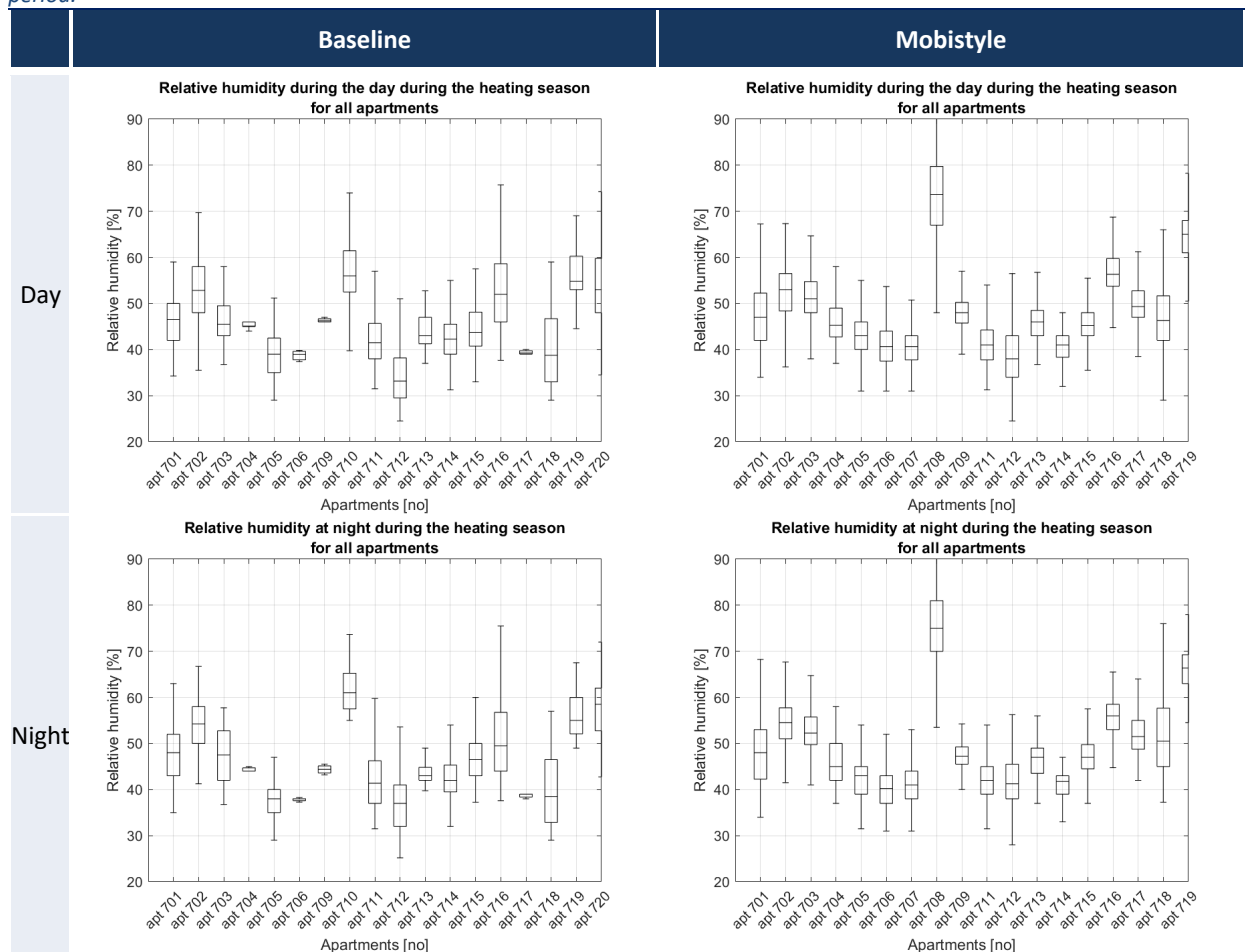 period.
Baseline Mobistyle
Day
Relative humidity during the day during the heating season
for all apartments
90
80
70
60
50
40
30
20
Relative humidity [%]
apt 701
apt 702
apt 703
apt 704
apt 705
apt 706
apt 709
apt 710
apt 711
apt 712
apt 713
apt 714
apt 715
apt 716
apt 717
apt 718
apt 719
apt 720
Apartments [no]
Relative humidity during the day during the heating season
for all apartments
90
80
70
60
50
40
30
20
Relative humidity [%]
apt 701
apt 702
apt 703
apt 704
apt 705
apt 706
apt 707
apt 708
apt 709
apt 711
apt 712
apt 713
apt 714
apt 715
apt 716
apt 717
apt 718
apt 719
Apartments [no]
Night
Relative humidity at night during the heating season
for all apartments
90
80
70
60
50
40
30
20
Relative humidity [%]
apt 701
apt 702
apt 703
apt 704
apt 705
apt 706
apt 709
apt 710
apt 711
apt 712
apt 713
apt 714
apt 715
apt 716
apt 717
apt 718
apt 719
apt 720
Apartments [no]
Relative humidity at night during the heating season
for all apartments
90
80
70
60
50
40
30
20
Relative humidity [%]
apt 701
apt 702
apt 703
apt 704
apt 705
apt 706
apt 707
apt 708
apt 709
apt 711
apt 712
apt 713
apt 714
apt 715
apt 716
apt 717
apt 718
apt 719
Apartments [no]